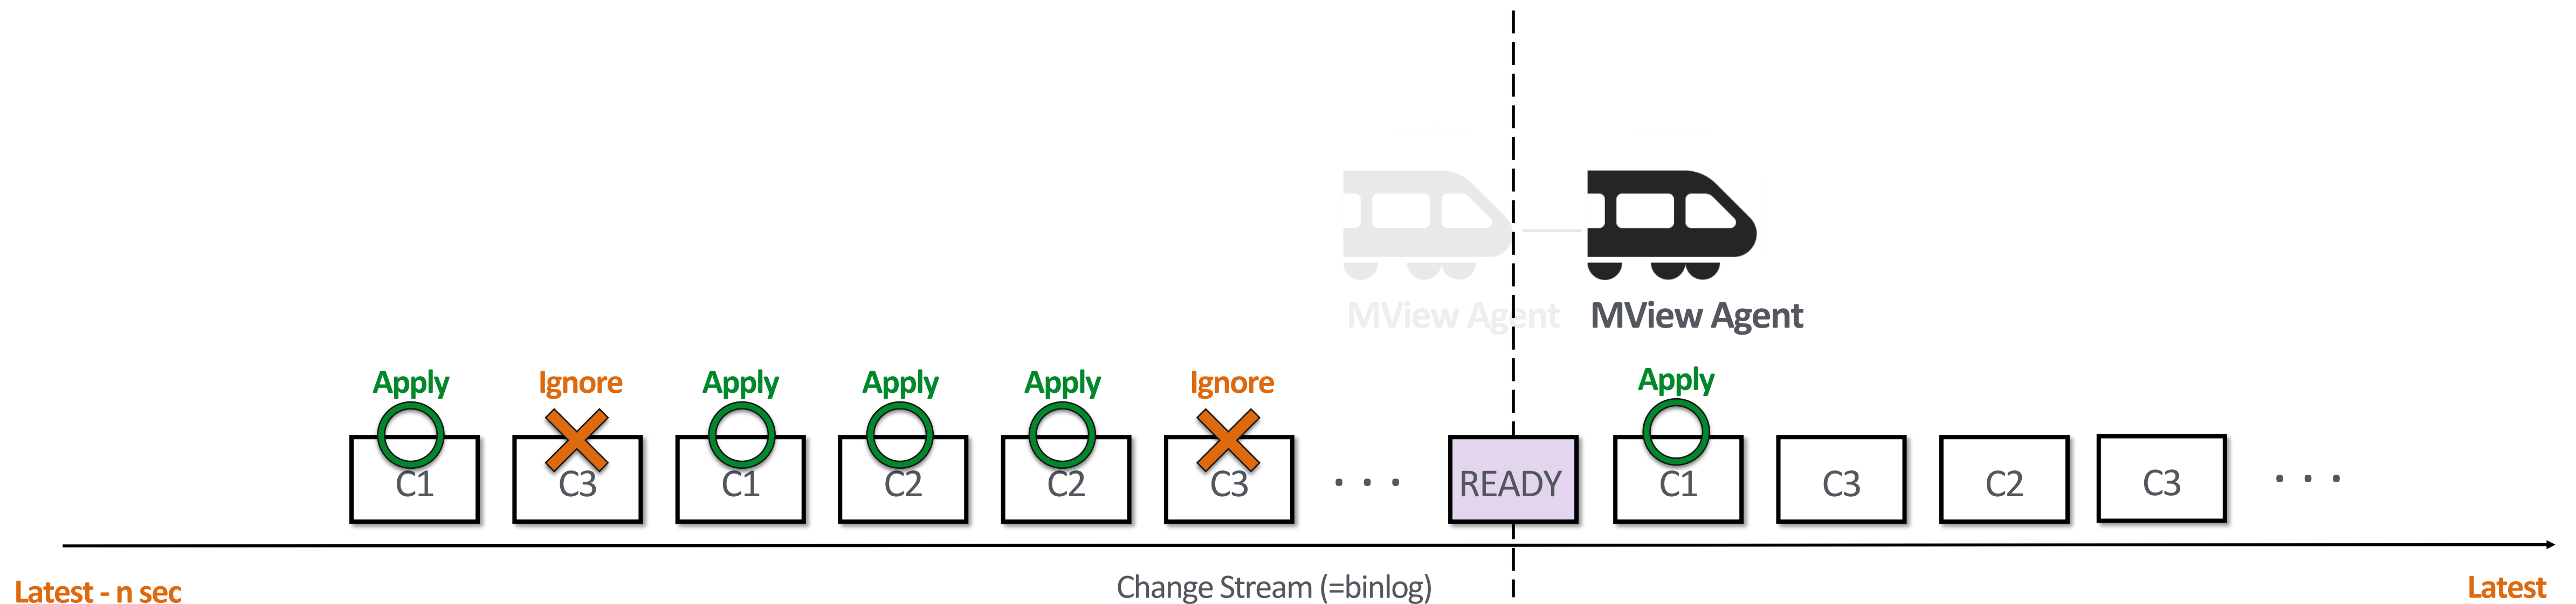 MView Agent
MView Agent
Apply
Ignore
Apply
Apply
Apply
Ignore
Apply
C1
C3
C1
C2
C2
C3
. . .
READY
C1
C3
C2
C3
. . .
Latest - n sec
Change Stream (=binlog)
Latest